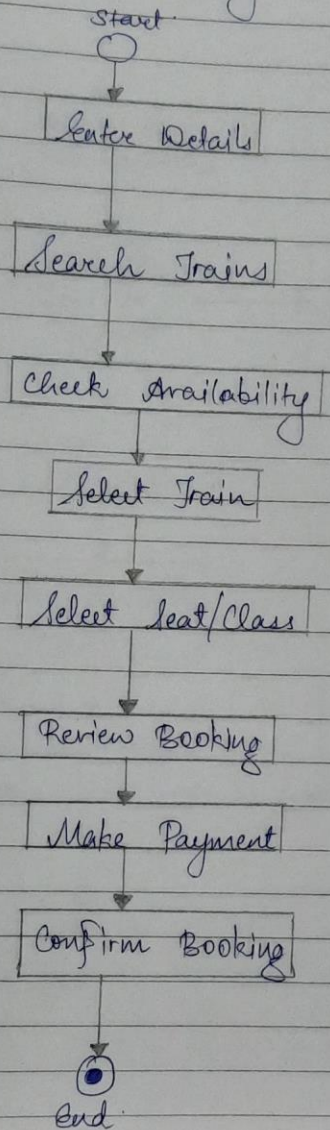 Start
Enter Details
Search Trains
Check Availability
Select Train
Select Seat/Class
Review Booking
Make Payment
Confirm Booking
End.